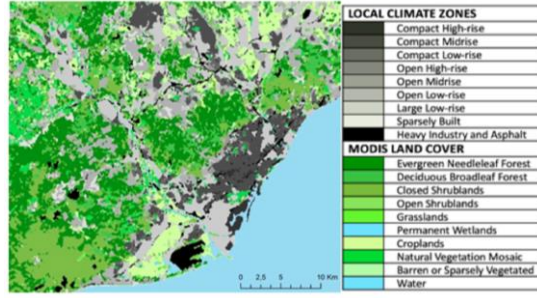 LOCAL CLIMATE ZONES
Compact High-rise
Compact Midrise
Compact Low-rise
Open High-rise
Open Midrise
Open Low-rise
Large Low-rise
Sparsely Built
Heavy Industry and Asphalt
MODIS LAND COVER
Evergreen Needleleaf Forest
Deciduous Broadleaf Forest
Closed Shrublands
Open Shrublands
Grasslands
Permanent Wetlands
Croplands
Natural Vegetation Mosaic
Barren or Sparsely Vegetated
Water
0 2,5 5 10 Km